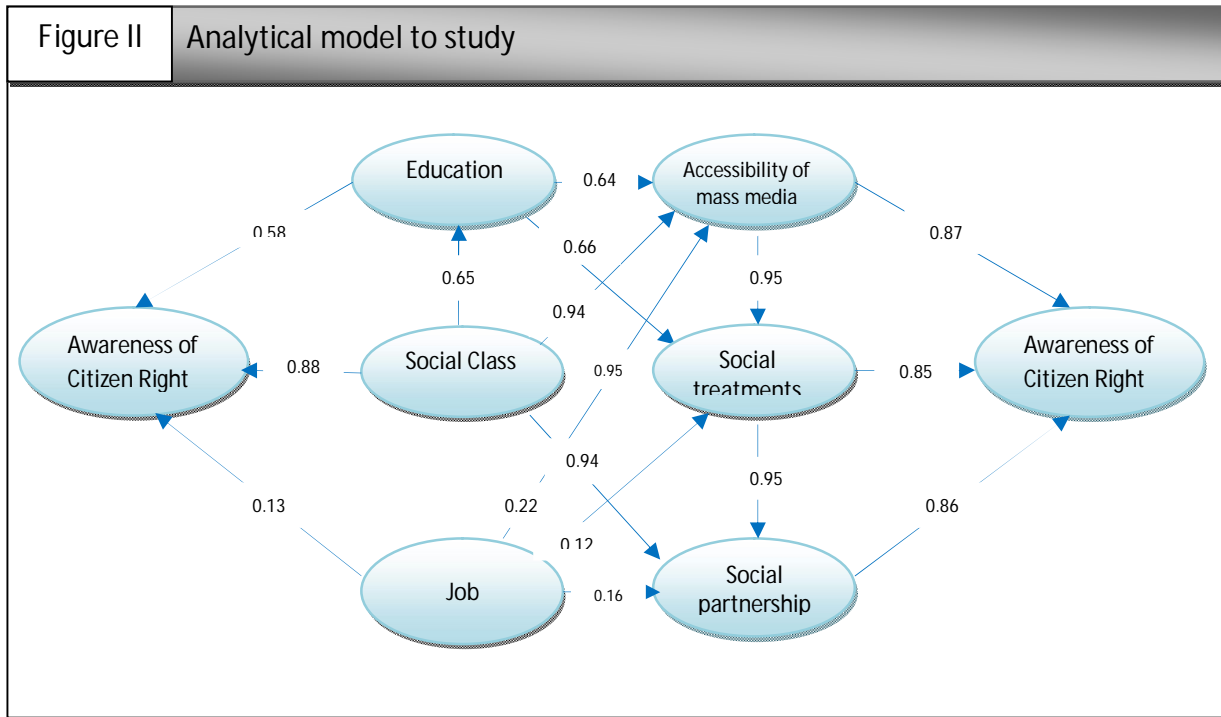 Figure II
Analytical model to study
Education
0.64
Accessibility of
mass media
0.58
0.66
0.87
0.65
0.94
0.95
Awareness of
Citizen Right
0.88
Social Class
0.95
Social
treatments
0.85
Awareness of
Citizen Right
0.94
0.95
0.13
0.22
0.12
0.86
Job
0.16
Social
partnership